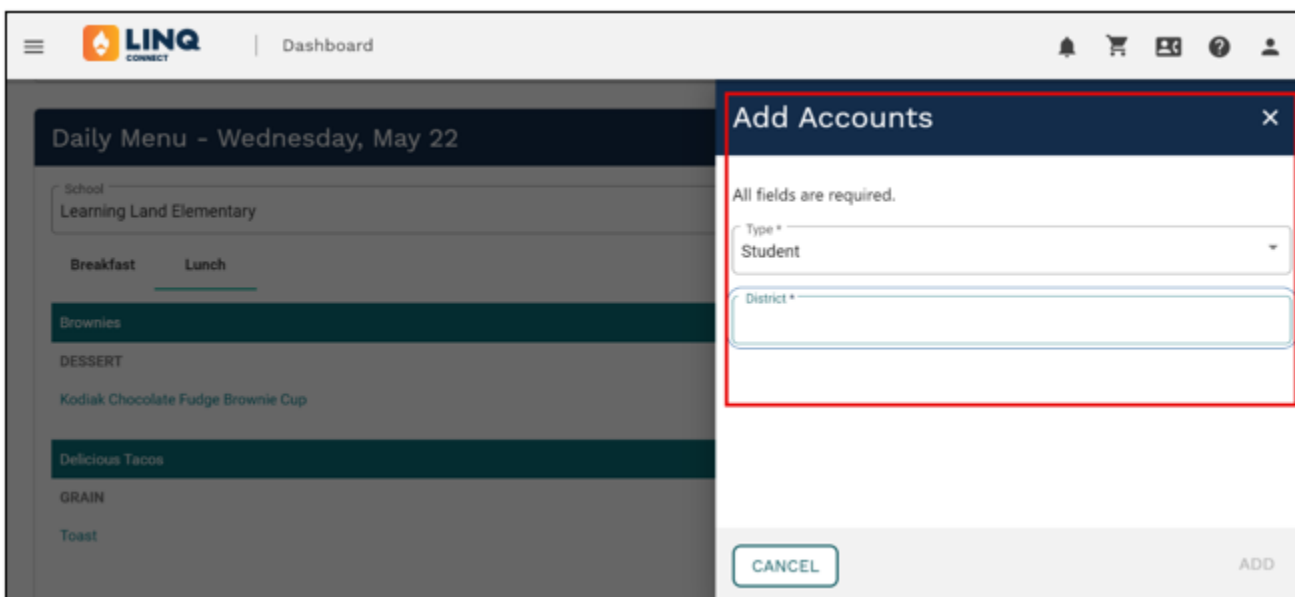 LINQ
CONNECT
Dashboard
Daily Menu - Wednesday, May 22
School
Learning Land Elementary
Breakfast
Lunch
Brownies
DESSERT
Kodiak Chocolate Fudge Brownie Cup
Delicious Tacos
GRAIN
Toast
Add Accounts
All fields are required.
Type *
Student
District *
CANCEL
ADD